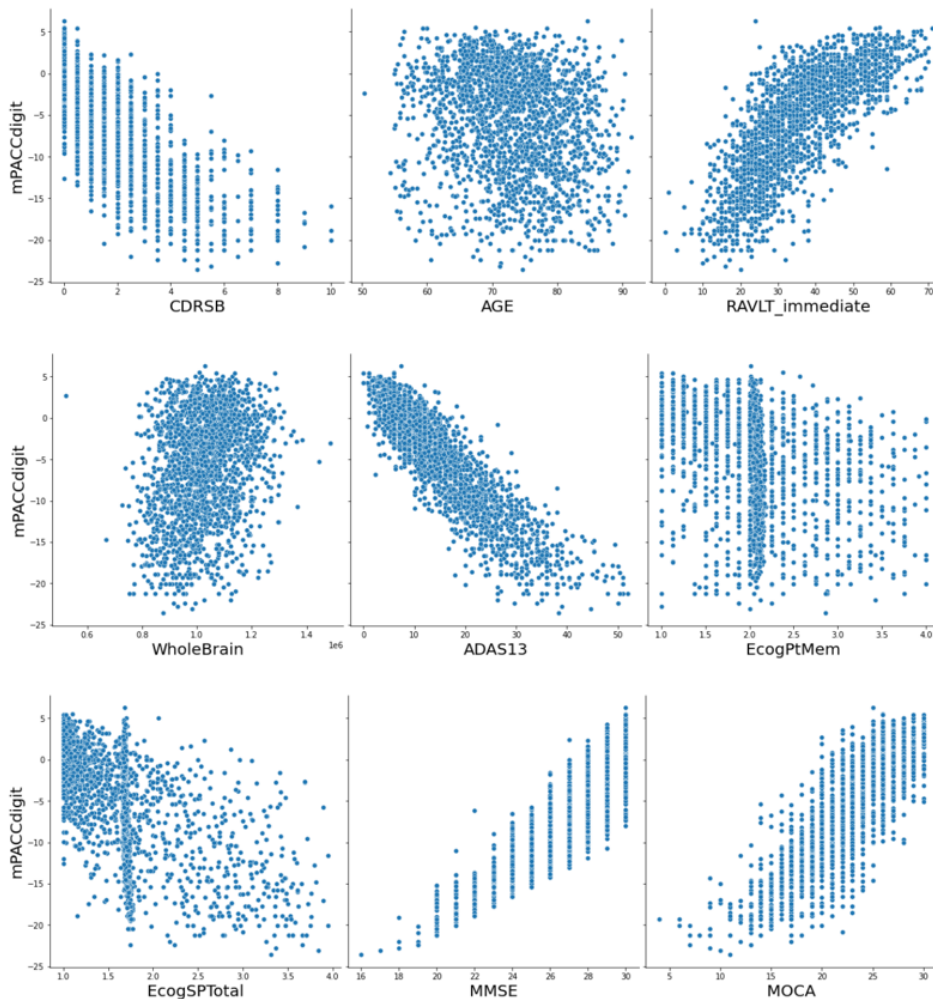 5
0
−5
mPACCdigit
−10
−15
−20
−25
0 2 4 6 8 10
CDRSB
50 60 70 80 90
AGE
0 10 20 30 40 50 60 70
RAVLT_immediate
5
0
−5
mPACCdigit
−10
−15
−20
−25
0.6 0.8 1.0 1.2 1.4
1e6
WholeBrain
0 10 20 30 40 50
ADAS13
1.0 1.5 2.0 2.5 3.0 3.5 4.0
EcogPtMem
5
0
−5
mPACCdigit
−10
−15
−20
−25
1.0 1.5 2.0 2.5 3.0 3.5 4.0
EcogSPTotal
16 18 20 22 24 26 28 30
MMSE
5 10 15 20 25 30
MOCA